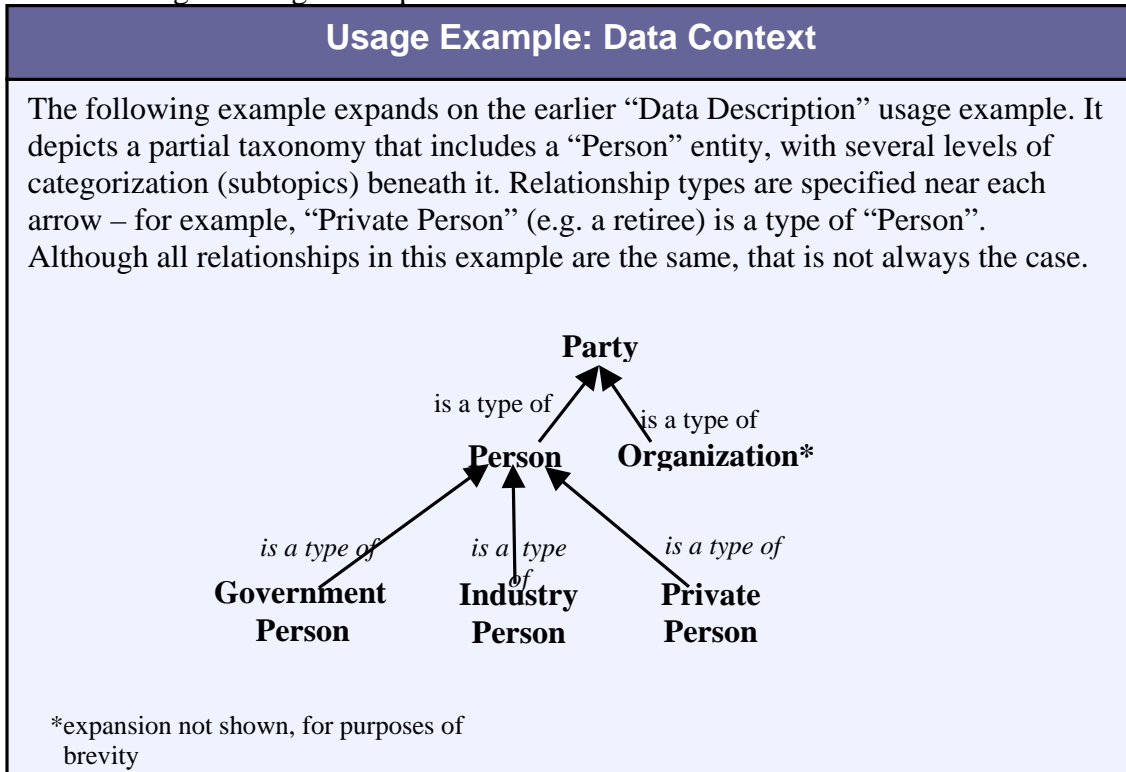 Usage Example: Data Context
The following example expands on the earlier “Data Description” usage example. It
depicts a partial taxonomy that includes a “Person” entity, with several levels of
categorization (subtopics) beneath it. Relationship types are specified near each
arrow – for example, “Private Person” (e.g. a retiree) is a type of “Person”.
Although all relationships in this example are the same, that is not always the case.
Party
is a type of
is a type of
Person
Organization*
is a type of
is a type
of
is a type of
Government
Person
Industry
Person
Private
Person
*expansion not shown, for purposes of
brevity